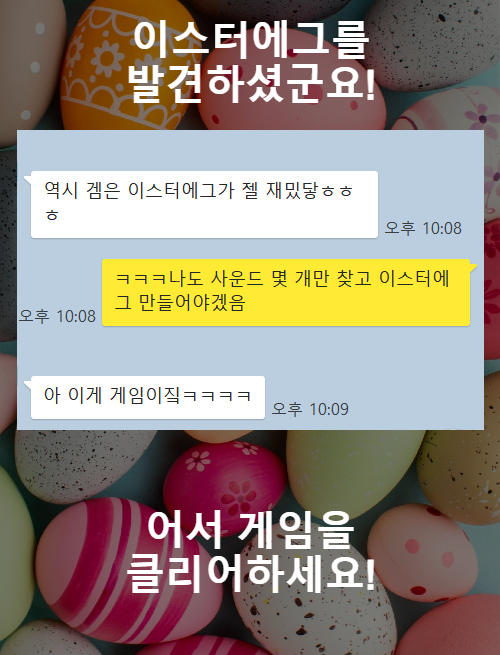 이스터에그를
발견하셨군요!
역시 겜은 이스터에그가 젤 재밌닿ㅎㅎ
ㅎ
오후 10:08
ㅋㅋㅋ나도 사운드 몇 개만 찾고 이스터에
그 만들어야겠음
오후 10:08
아 이게 게임이짘ㅋㅋㅋㅋ
오후 10:09
어서 게임을
클리어하세요!